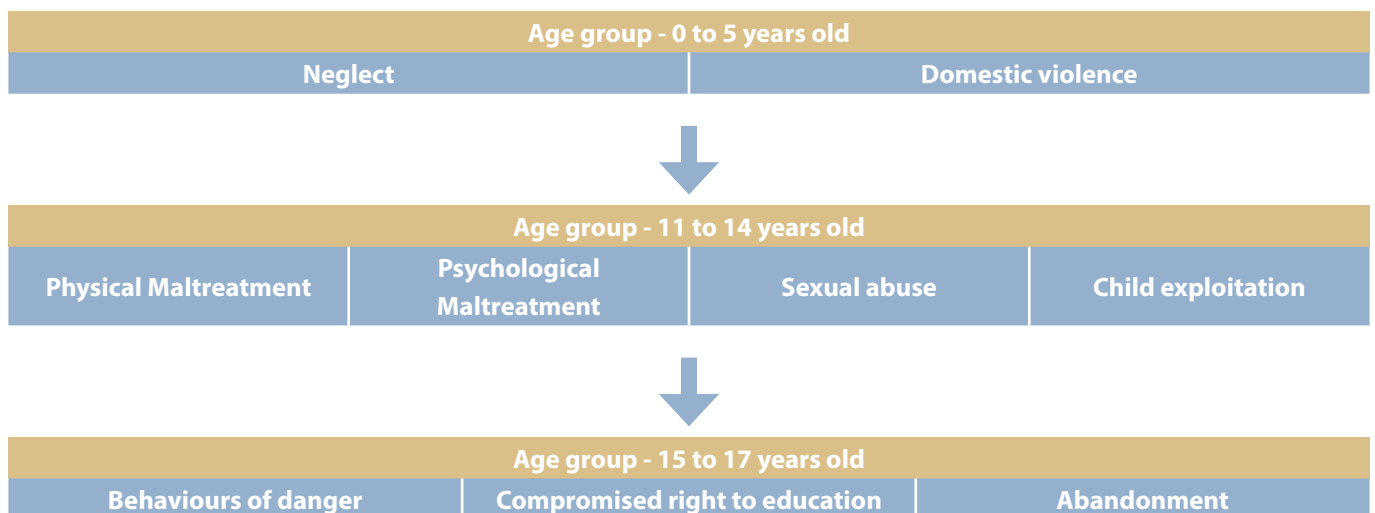 Age group - 0 to 5 years old
Neglect Domestic violence
Age group - 11 to 14 years old
Physical Maltreatment Psychological Maltreatment Sexual abuse Child exploitation
Age group - 15 to 17 years old
Behaviours of danger Compromised right to education Abandonment